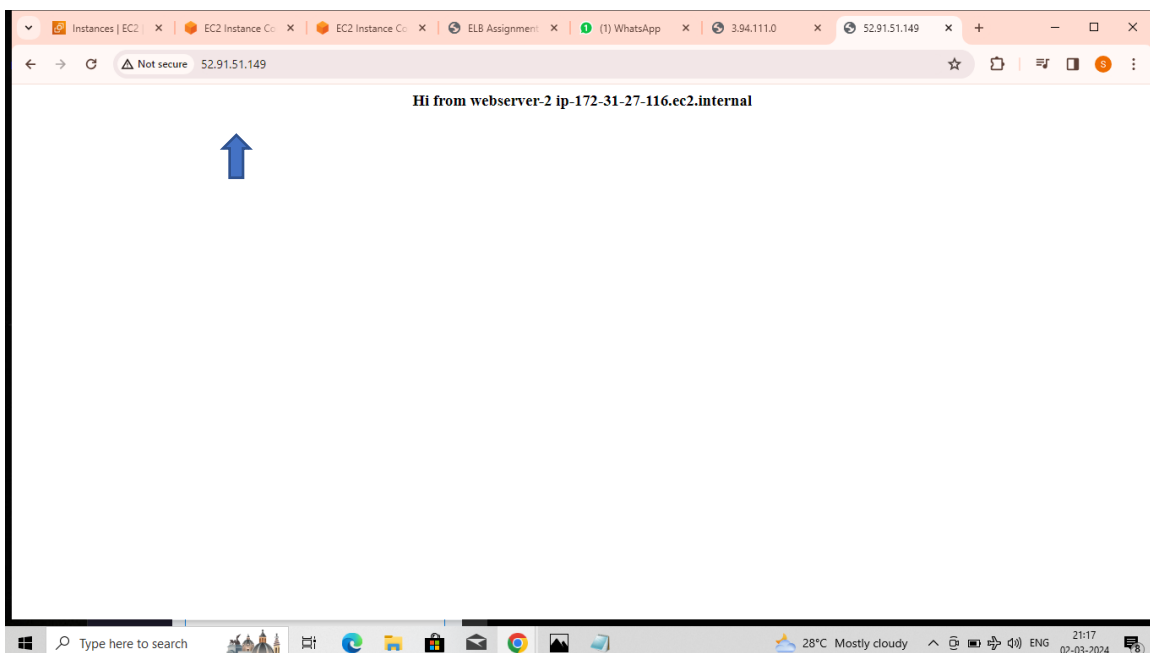 Instances | EC2 |
EC2 Instance Co
EC2 Instance Co
ELB Assignment
(1) WhatsApp
3.94.111.0
52.91.51.149
Not secure
52.91.51.149
S
Hi from webserver-2 ip-172-31-27-116.ec2.internal
Type here to search
28°C Mostly cloudy
ENG
21:17
02-03-2024
8